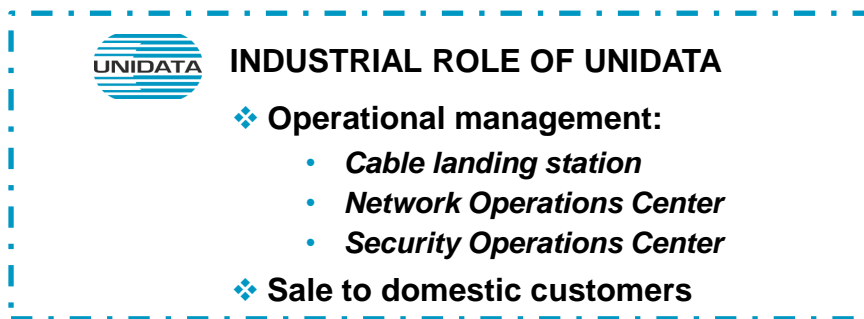 UNIDATA
INDUSTRIAL ROLE OF UNIDATA
❖ Operational management:
• Cable landing station
• Network Operations Center
• Security Operations Center
❖ Sale to domestic customers